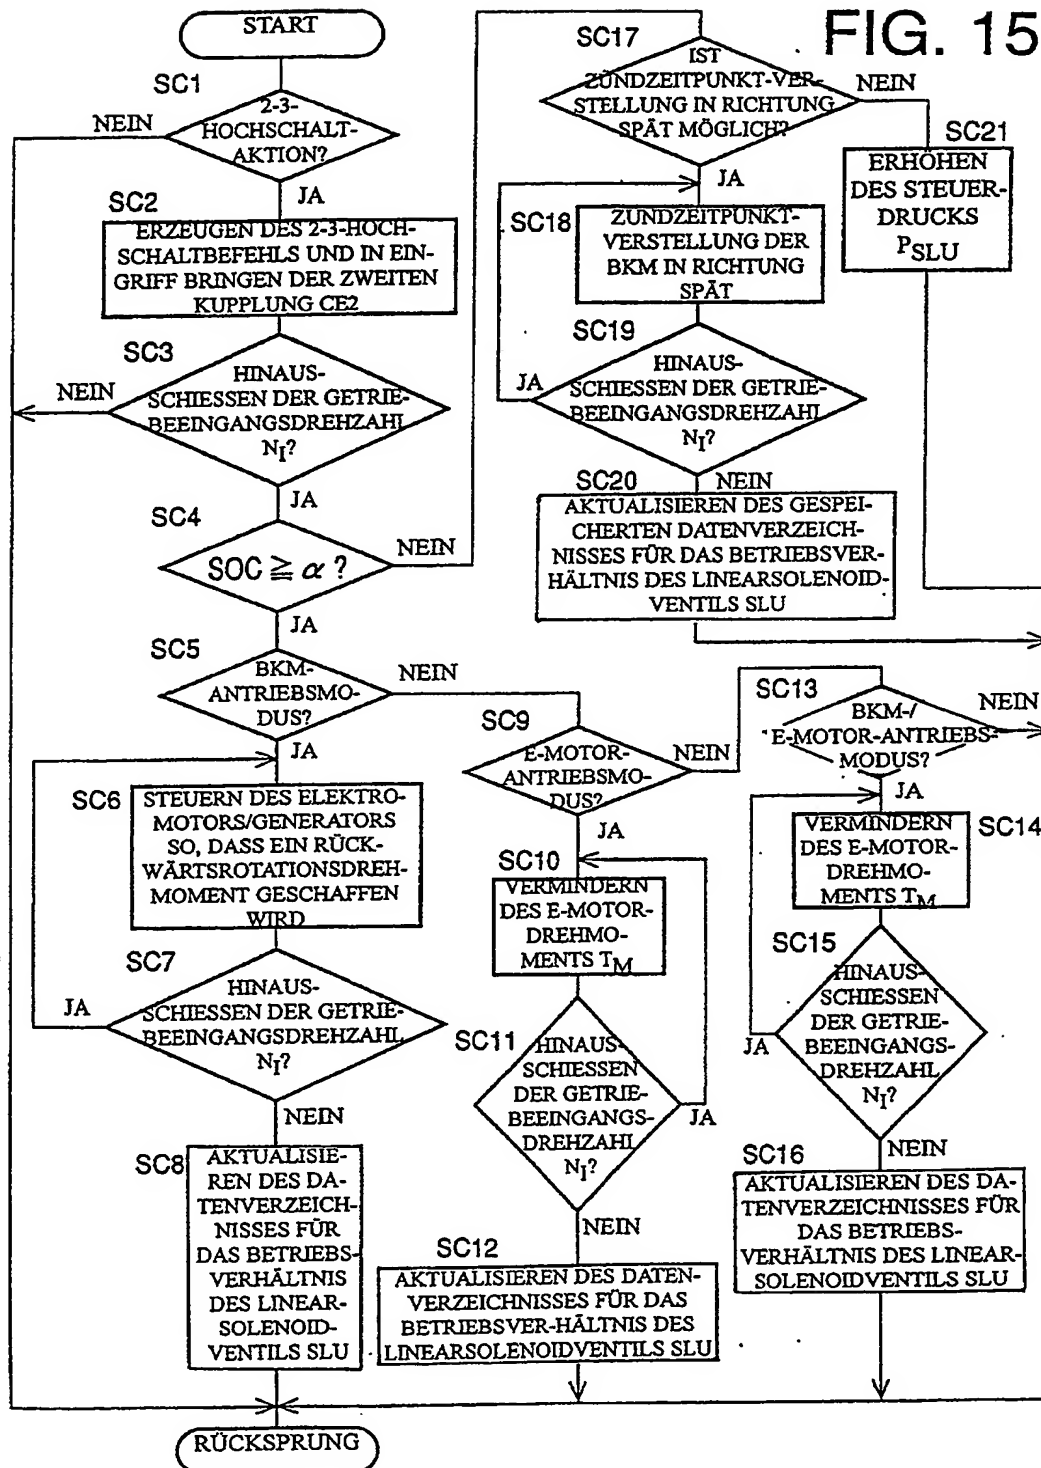 FIG. 15
START
SC1
2-3-
HOCHSCHALT-
AKTION?
NEIN
JA
SC2
ERZEUGEN DES 2-3-HOCH-
SCHALTBEFEHLS UND IN EIN-
GRIFF BRINGEN DER ZWEITEN
KUPPLUNG CE2
SC3
NEIN
HINAUS-
SCHIESSEN DER GETRIE-
BEEINGANGSDREHZAHL
NI?
JA
SC4
SOC ≧ α ?
NEIN
JA
SC5
BKM-
ANTRIEBSMO-
DUS?
NEIN
JA
SC6
STEUERN DES ELEKTRO-
MOTORS/GENERATORS
SO, DASS EIN RÜCK-
WÄRTSROTATIONSDREH-
MOMENT GESCHAFFEN
WIRD
SC7
HINAUS-
SCHIESSEN DER GETRIE-
BEEINGANGSDREHZAHL
NI?
JA
NEIN
SC8
AKTUALISIE-
REN DES DA-
TENVERZEICH-
NISSES FÜR
DAS BETRIEBS-
VERHÄLTNIS
DES LINEAR-
SOLENOID-
VENTILS SLU
RÜCKSPRUNG
SC9
E-MOTOR-
ANTRIEBSMO-
DUS?
NEIN
JA
SC10
VERMINDERN
DES E-MOTOR-
DREHMO-
MENTS TM
SC11
HINAUS-
SCHIESSEN
DER GETRIE-
BEEINGANGS-
DREHZAHL
NI?
JA
NEIN
SC12
AKTUALISIEREN DES DATEN-
VERZEICHNISSES FÜR DAS
BETRIEBSVER-HÄLTNIS DES
LINEARSOLENOIDVENTILS SLU
SC13
BKM-/
E-MOTOR-ANTRIEBS-
MODUS?
NEIN
JA
SC14
VERMINDERN
DES E-MOTOR-
DREHMO-
MENTS TM
SC15
HINAUS-
SCHIESSEN
DER GETRIE-
BEEINGANGS-
DREHZAHL
NI?
JA
NEIN
SC16
AKTUALISIEREN DES DA-
TENVERZEICHNISSES FÜR
DAS BETRIEBS-
VERHÄLTNIS DES LINEAR-
SOLENOIDVENTILS SLU
SC17
IST
ZÜNDZEITPUNKT-VER-
STELLUNG IN RICHTUNG
SPÄT MÖGLICH?
NEIN
JA
SC18
ZÜNDZEITPUNKT-
VERSTELLUNG DER
BKM IN RICHTUNG
SPÄT
SC19
HINAUS-
SCHIESSEN DER GETRIE-
BEEINGANGSDREHZAHL
NI?
JA
NEIN
SC20
AKTUALISIEREN DES GESPEI-
CHERTEN DATENVERZEICH-
NISSES FÜR DAS BETRIEBSVER-
HÄLTNIS DES LINEARSOLENOID-
VENTILS SLU
SC21
ERHÖHEN
DES STEUER-
DRUCKS
PSLU